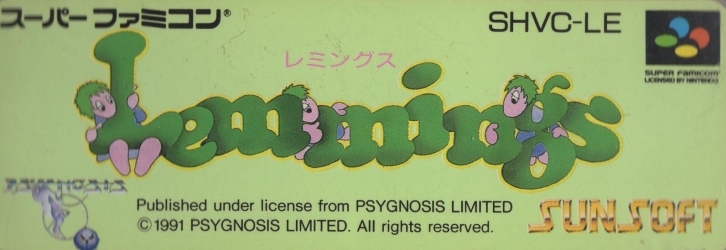 スーパーファミコン®
SHVC-LE
レミングス
Lemmings
SUPER FAMICOM
LICENSED BY NINTENDO
PSYGNOSIS
Published under license from PSYGNOSIS LIMITED
©1991 PSYGNOSIS LIMITED. All rights reserved.
SUNSOFT